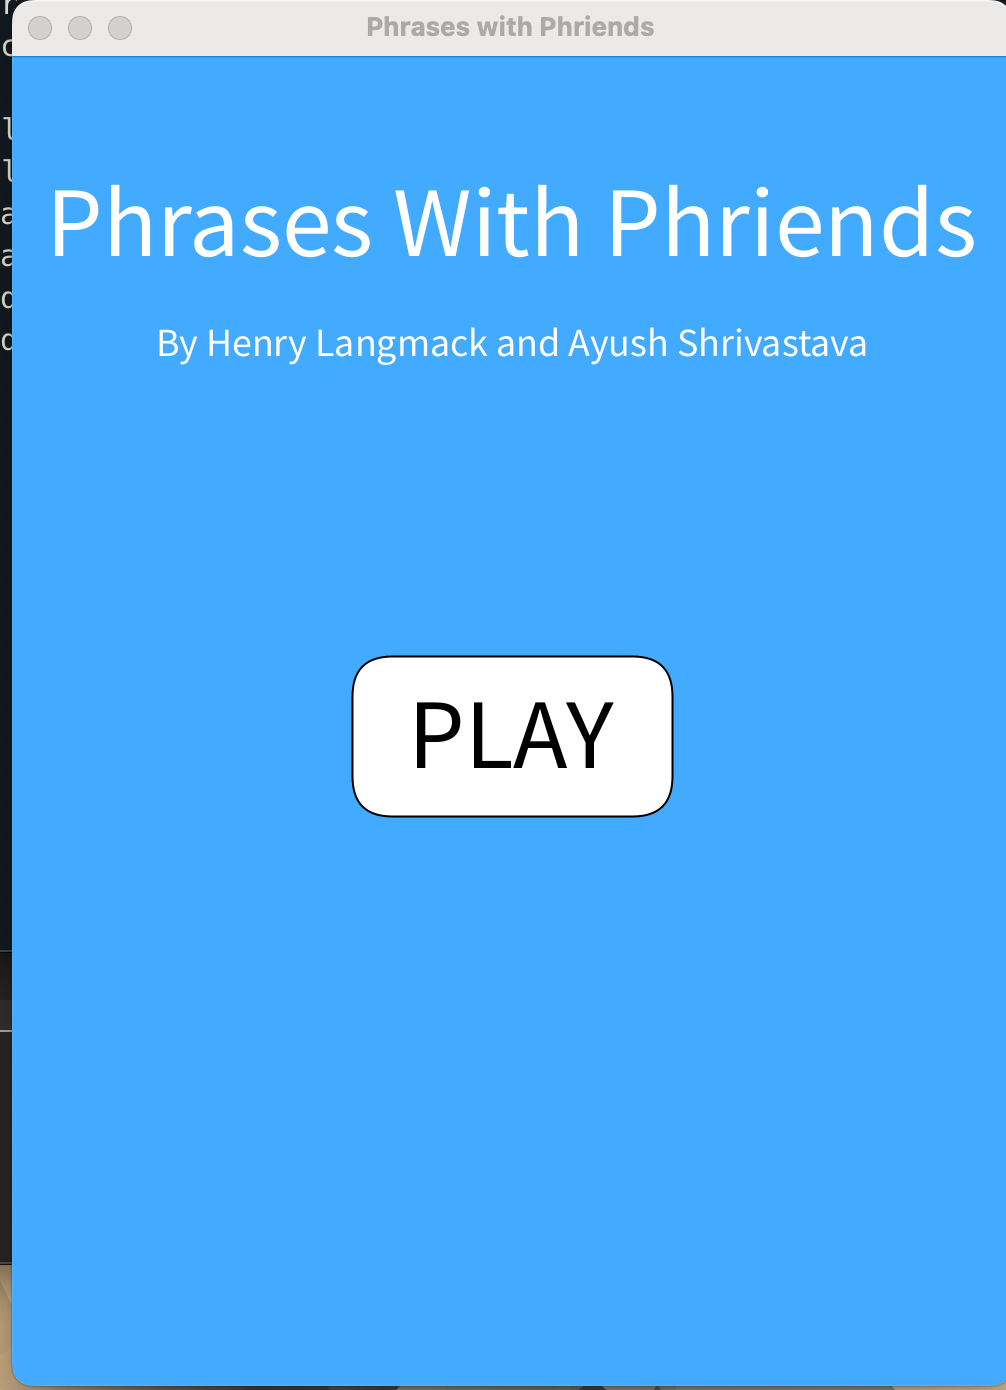 Phrases with Phriends
Phrases With Phriends
By Henry Langmack and Ayush Shrivastava
PLAY